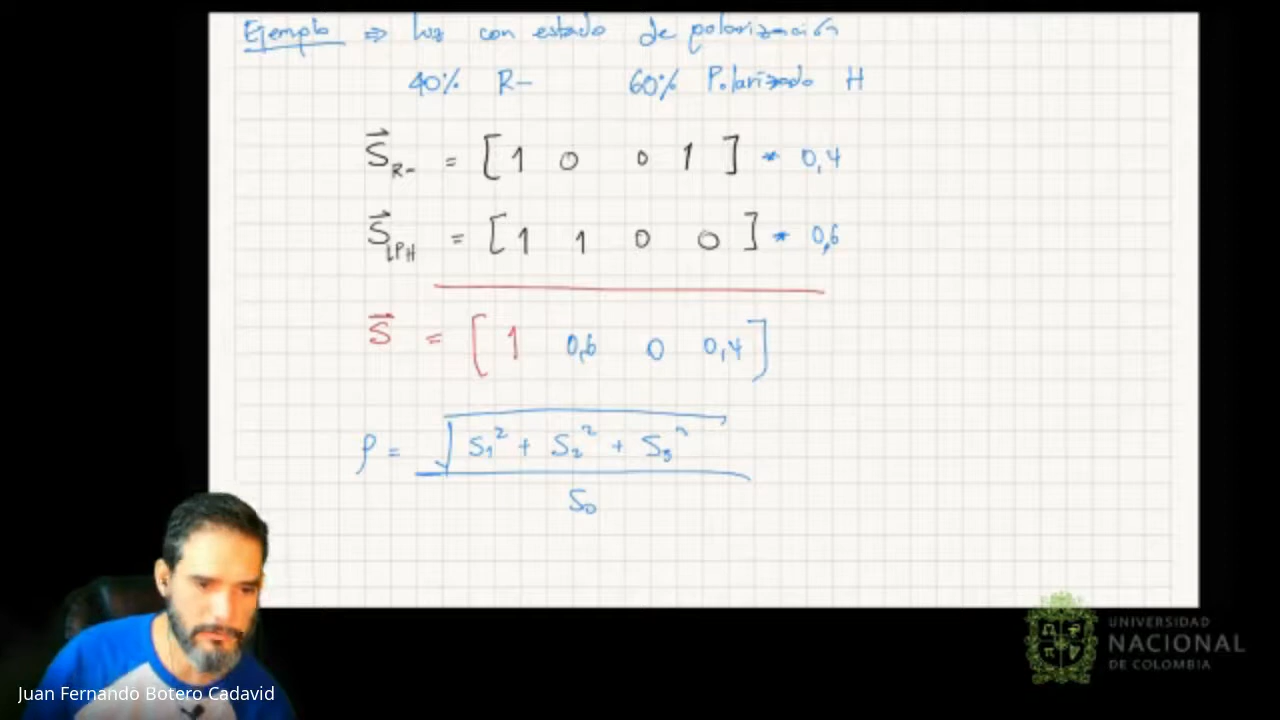 Ejemplo ⇒ luz con estado de polarización
40% R- 60% Polarizado H
S⃗R- = [ 1 0 0 1 ] * 0,4
S⃗LPH = [ 1 1 0 0 ] * 0,6
S⃗ = [ 1 0,6 0 0,4 ]
ρ = √(S₁² + S₂² + S₃²) / S₀
UNIVERSIDAD
NACIONAL
DE COLOMBIA
Juan Fernando Botero Cadavid